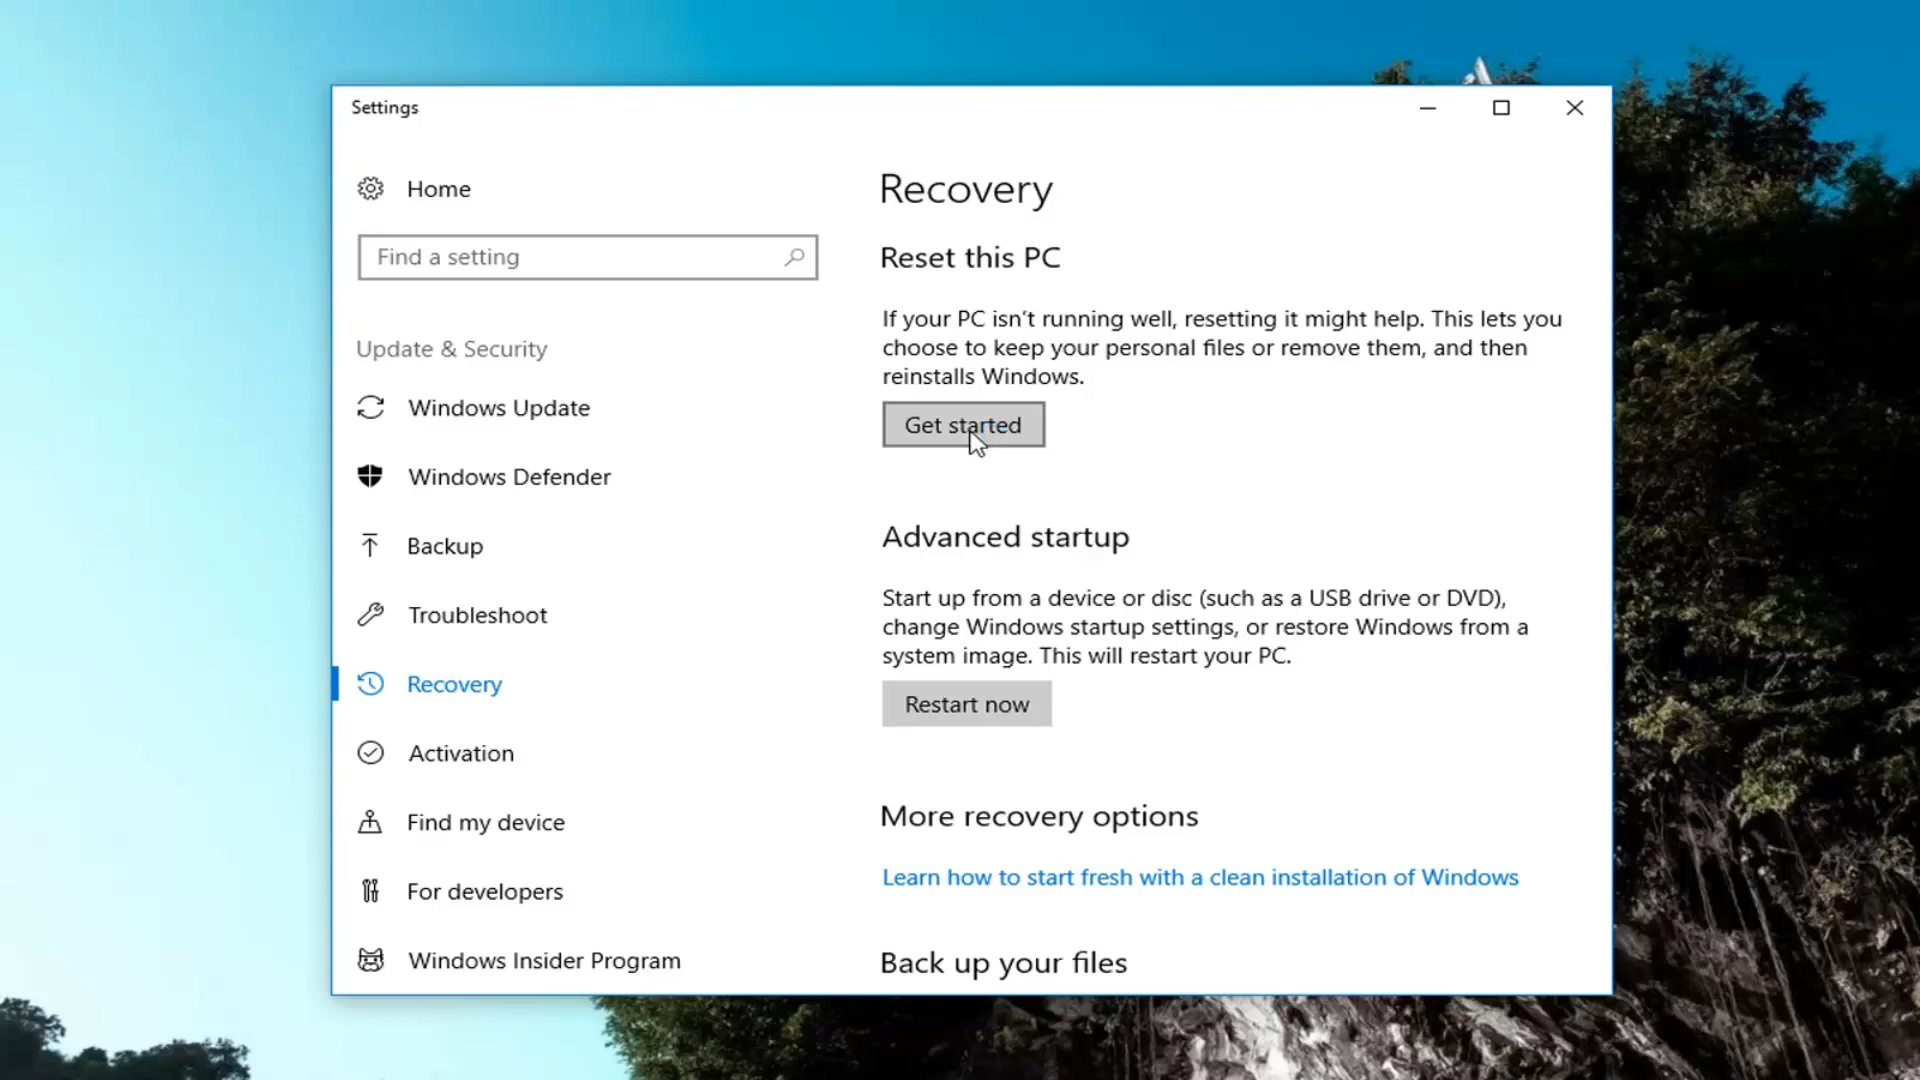 Settings
Home
Find a setting
Update & Security
Windows Update
Windows Defender
Backup
Troubleshoot
Recovery
Activation
Find my device
For developers
Windows Insider Program
Recovery
Reset this PC
If your PC isn't running well, resetting it might help. This lets you
choose to keep your personal files or remove them, and then
reinstalls Windows.
Get started
Advanced startup
Start up from a device or disc (such as a USB drive or DVD),
change Windows startup settings, or restore Windows from a
system image. This will restart your PC.
Restart now
More recovery options
Learn how to start fresh with a clean installation of Windows
Back up your files